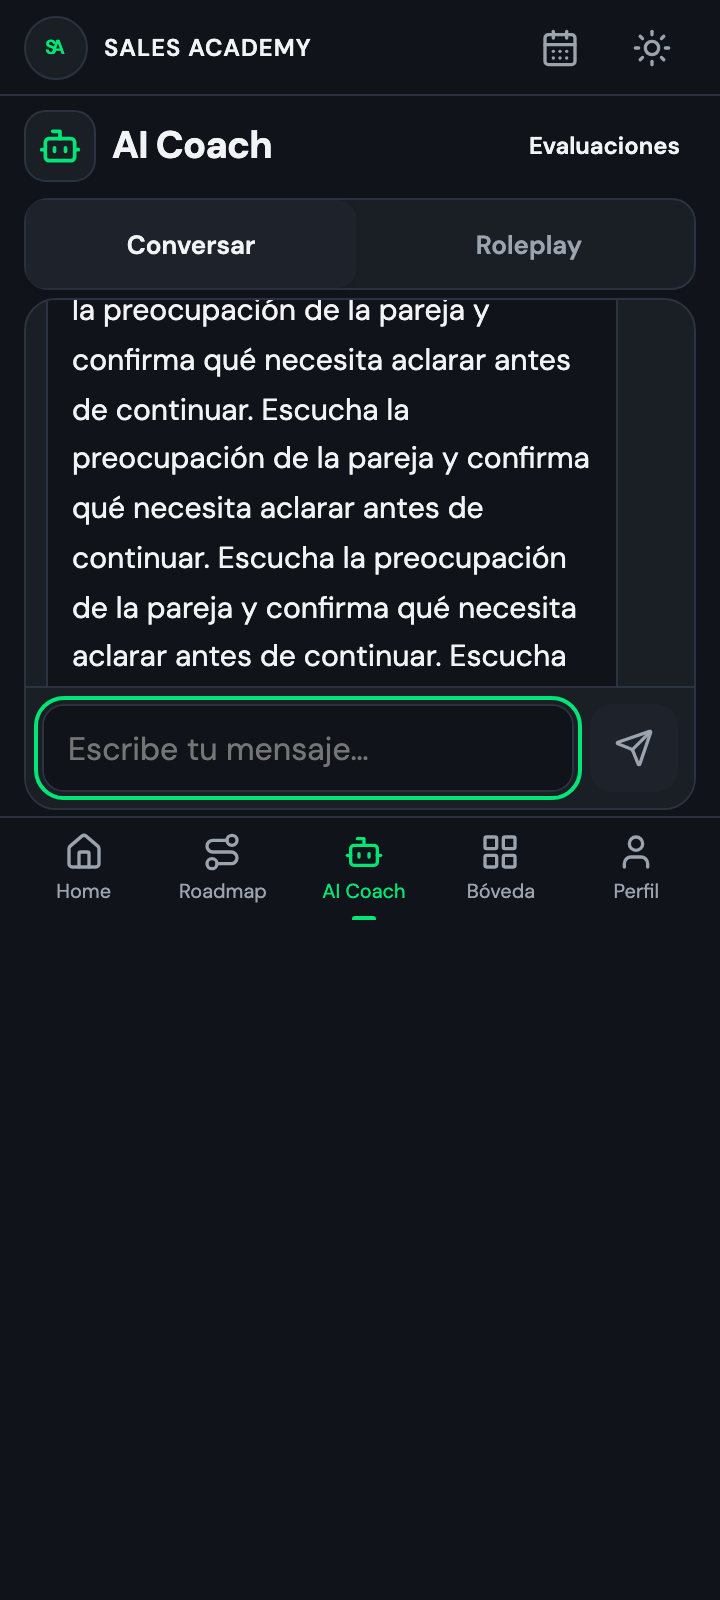 SA SALES ACADEMY
AI Coach
Evaluaciones
Conversar
Roleplay
la preocupación de la pareja y
confirma qué necesita aclarar antes
de continuar. Escucha la
preocupación de la pareja y confirma
qué necesita aclarar antes de
continuar. Escucha la preocupación
de la pareja y confirma qué necesita
aclarar antes de continuar. Escucha
Escribe tu mensaje...
Home
Roadmap
AI Coach
Bóveda
Perfil